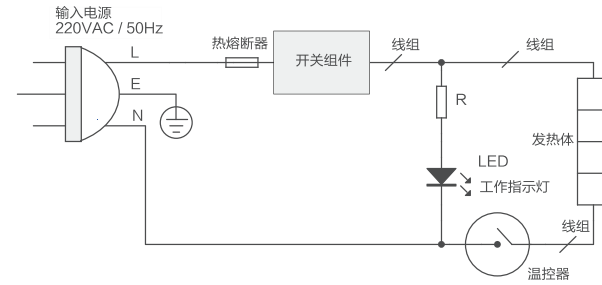 输入电源
220VAC / 50Hz
L
热熔断器
开关组件
线组
线组
E
N
R
发热体
LED
工作指示灯
线组
温控器